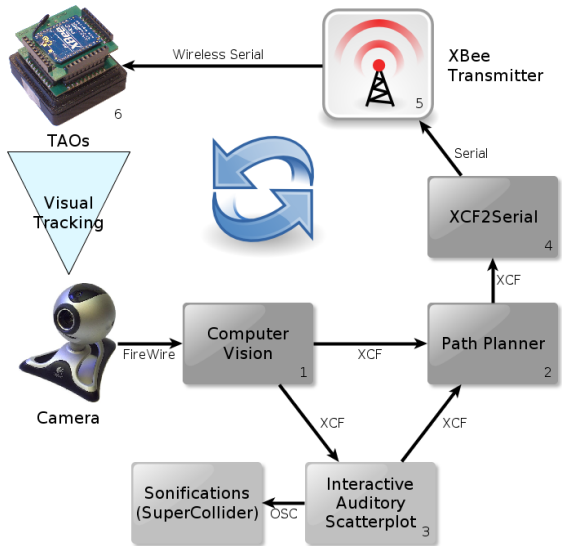 XBee
Wireless Serial
XBee
Transmitter
5
6
TAOs
Serial
Visual
Tracking
XCF2Serial
4
XCF
Computer
Vision
1
FireWire
XCF
Path Planner
2
Camera
XCF
XCF
Sonifications
(SuperCollider)
OSC
Interactive
Auditory
Scatterplot
3